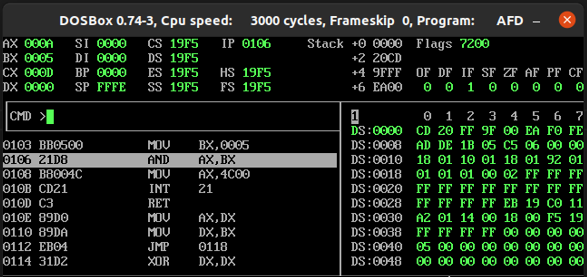 DOSBox 0.74-3, Cpu speed: 3000 cycles, Frameskip 0, Program: AFD
AX 000A SI 0000 CS 19F5 IP 0106 Stack +0 0000 Flags 7200
BX 0005 DI 0000 DS 19F5 +2 20CD
CX 000D BP 0000 ES 19F5 HS 19F5 +4 9FFF OF DF IF SF ZF AF PF CF
DX 0000 SP FFFE SS 19F5 FS 19F5 +6 EA00 0 0 1 0 0 0 0 0
CMD > 1 0 1 2 3 4 5 6 7
DS:0000 CD 20 FF 9F 00 EA F0 FE
0103 BB0500 MOV BX,0005 DS:0008 AD DE 1B 05 C5 06 00 00
0106 21D8 AND AX,BX DS:0010 18 01 10 01 18 01 92 01
0108 B8004C MOV AX,4C00 DS:0018 01 01 01 00 02 FF FF FF
010B CD21 INT 21 DS:0020 FF FF FF FF FF FF FF FF
010D C3 RET DS:0028 FF FF FF FF EB 19 C0 11
010E 89D0 MOV AX,DX DS:0030 A2 01 14 00 18 00 F5 19
0110 89DA MOV DX,BX DS:0038 FF FF FF FF 00 00 00 00
0112 EB04 JMP 0118 DS:0040 05 00 00 00 00 00 00 00
0114 31D2 XOR DX,DX DS:0048 00 00 00 00 00 00 00 00